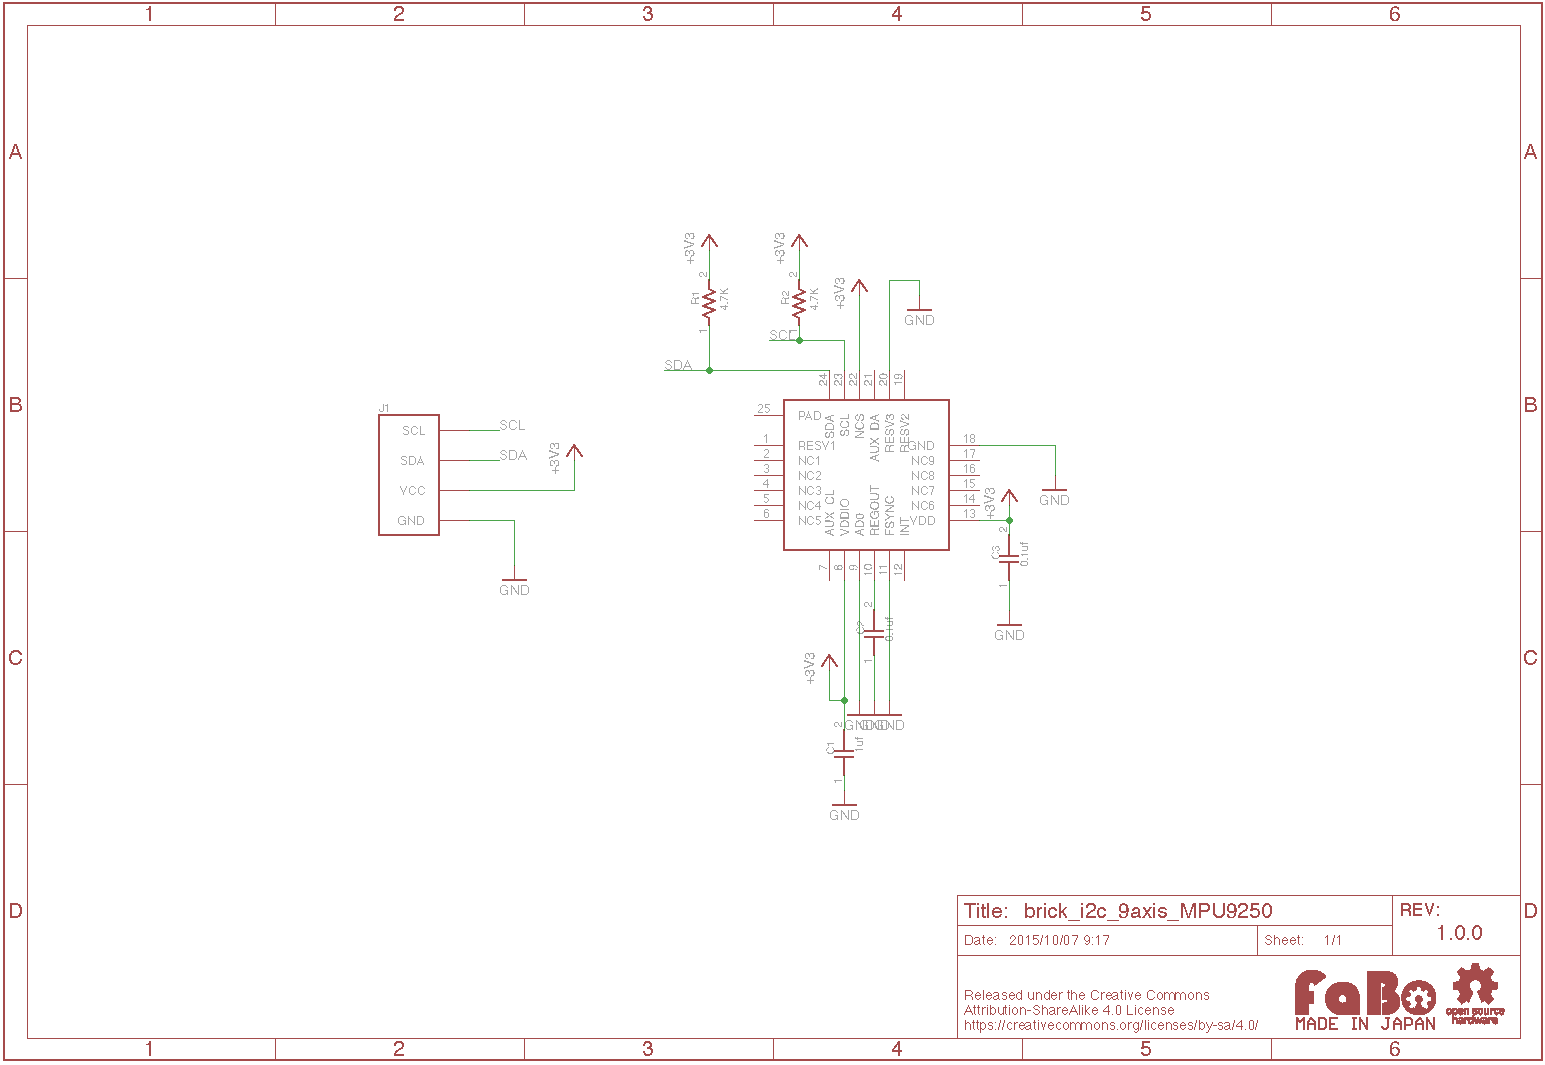 1 2 3 4 5 6
A A
B B
C C
D D
+3V3
2
R1
4.7K
1
SDA
+3V3
2
R2
4.7K
SCL
+3V3
GND
24 23 22 21 20 19
J1
SCL SCL
SDA SDA
VCC +3V3
GND
GND
25 PAD
1 RESV1
2 NC1
3 NC2
4 NC3
5 NC4
6 NC5
SDA SCL NCS AUX_DA RESV3 RESV2
GND 18
NC9 17
NC8 16
NC7 15
NC6 14
VDD 13
AUX_CL VDDIO AD0 REGOUT FSYNC INT
7 8 9 10 11 12
GND
+3V3
2
C3
0.1uf
1
GND
2
C2
0.1uf
1
+3V3
GND GND GND
2
C1
1uf
1
GND
Title: brick_i2c_9axis_MPU9250
REV:
1.0.0
Date: 2015/10/07 9:17
Sheet: 1/1
Released under the Creative Commons
Attribution-ShareAlike 4.0 License
https://creativecommons.org/licenses/by-sa/4.0/
FaBo
MADE IN JAPAN
open source
hardware
1 2 3 4 5 6